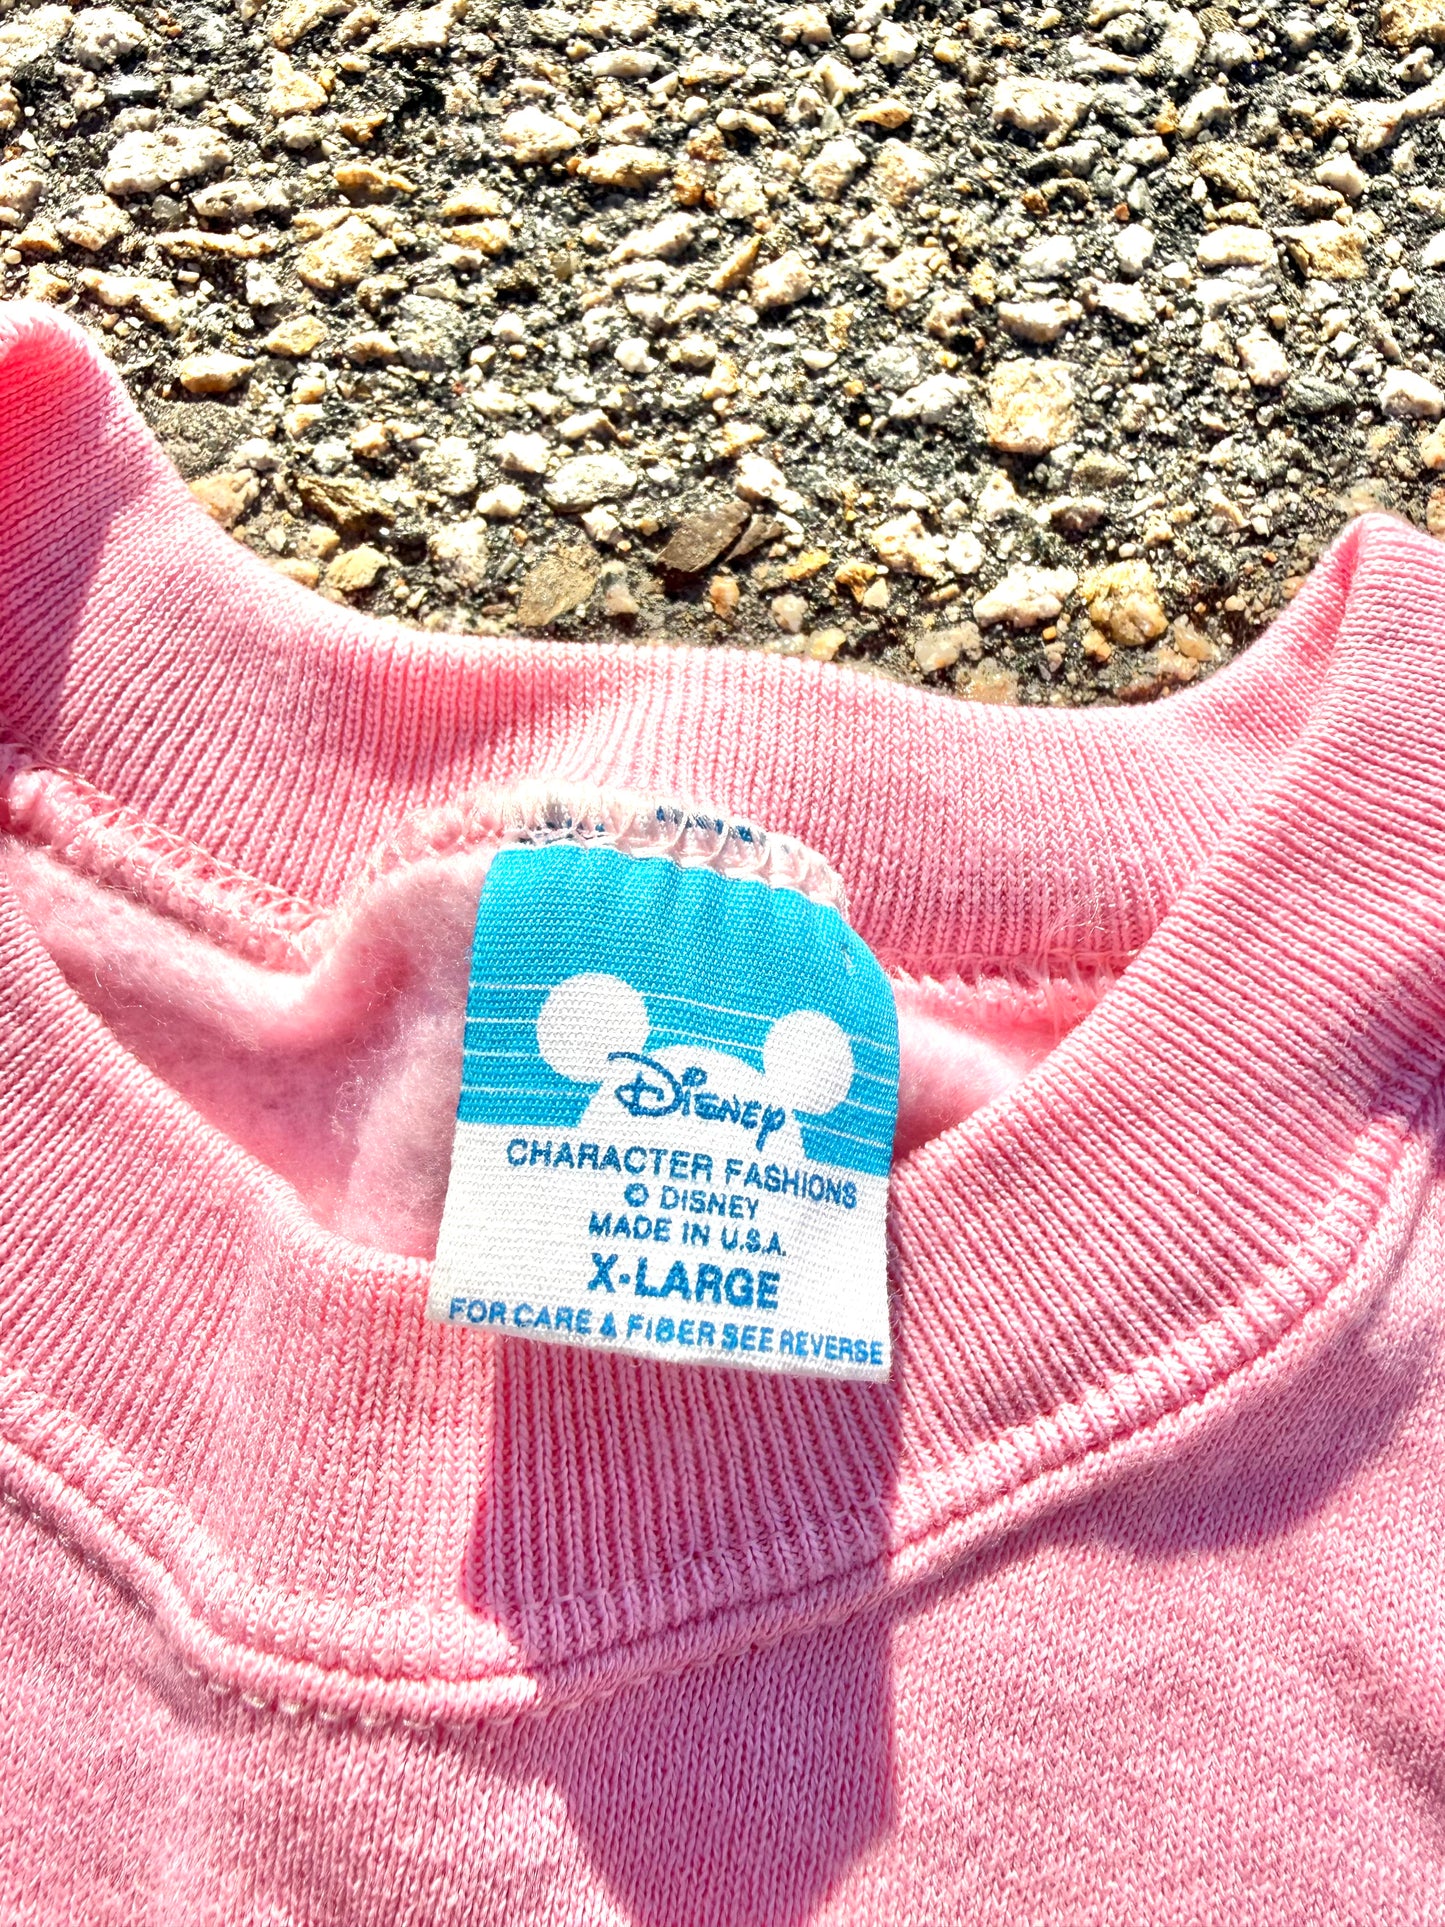 Disney
CHARACTER FASHIONS
© DISNEY
MADE IN U.S.A.
X-LARGE
FOR CARE & FIBER SEE REVERSE